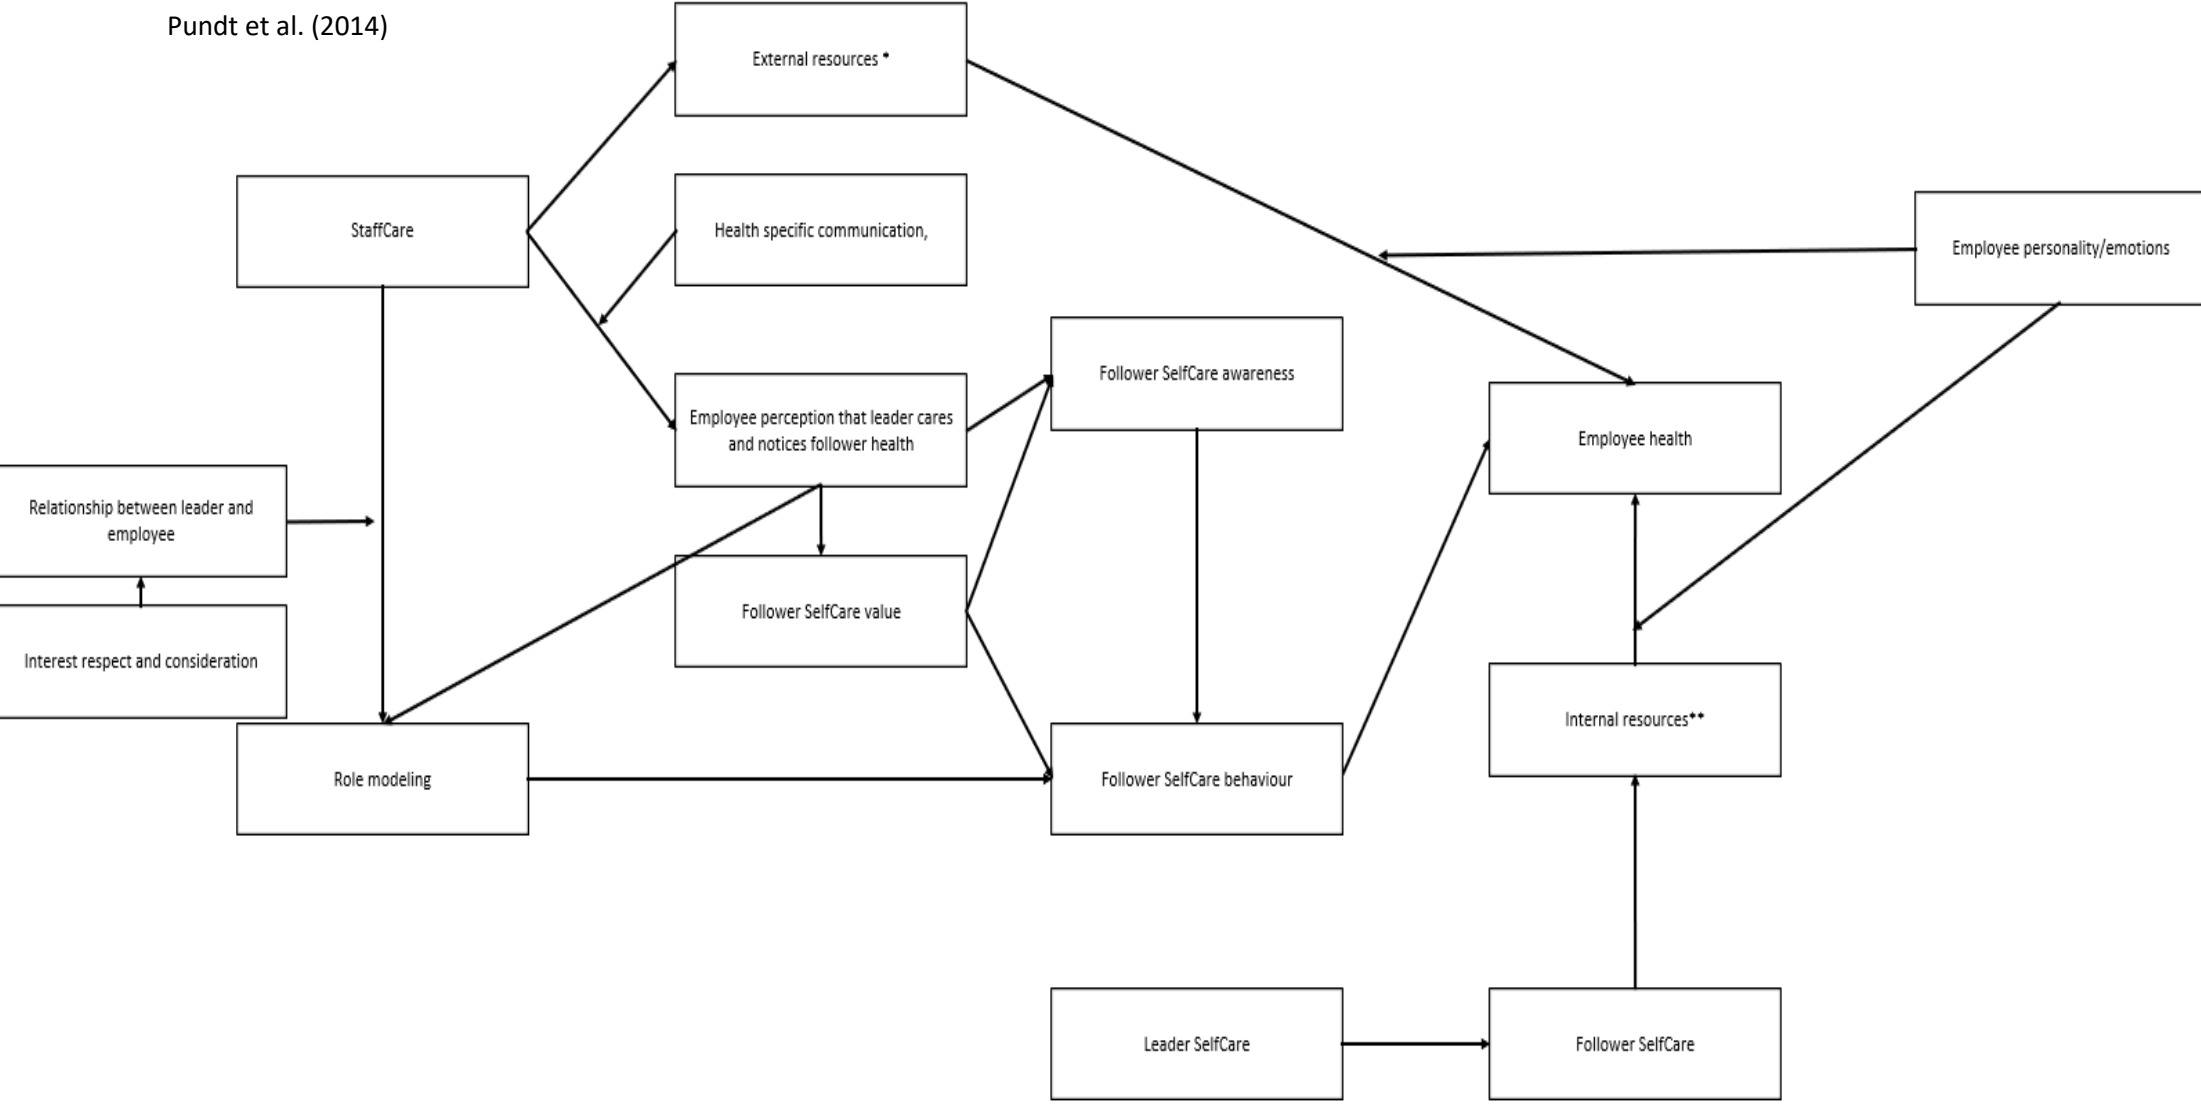 Pundt et al. (2014)
External resources *
StaffCare
Health specific communication,
Employee personality/emotions
Follower SelfCare awareness
Employee perception that leader cares
and notices follower health
Employee health
Relationship between leader and
employee
Follower SelfCare value
Interest respect and consideration
Internal resources**
Role modeling
Follower SelfCare behaviour
Leader SelfCare
Follower SelfCare